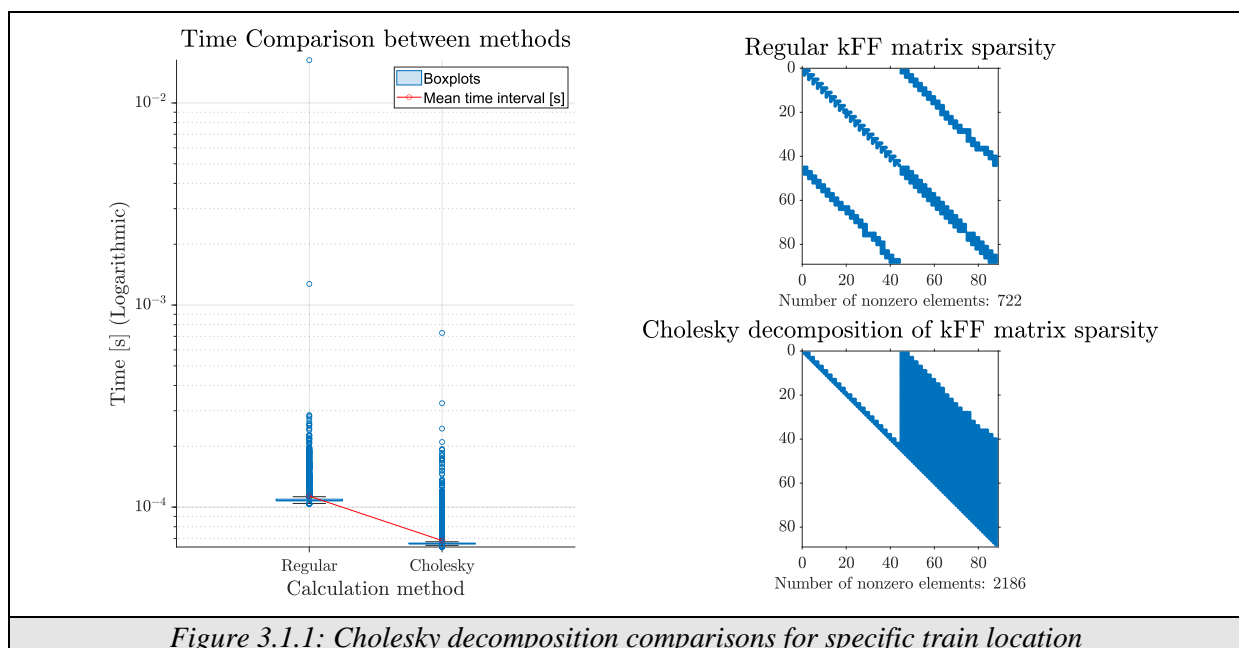 Time Comparison between methods
Boxplots
Mean time interval [s]
10^-2
10^-3
10^-4
Time [s] (Logarithmic)
Regular
Cholesky
Calculation method
Regular kFF matrix sparsity
0
20
40
60
80
0
20
40
60
80
Number of nonzero elements: 722
Cholesky decomposition of kFF matrix sparsity
0
20
40
60
80
0
20
40
60
80
Number of nonzero elements: 2186
Figure 3.1.1: Cholesky decomposition comparisons for specific train location